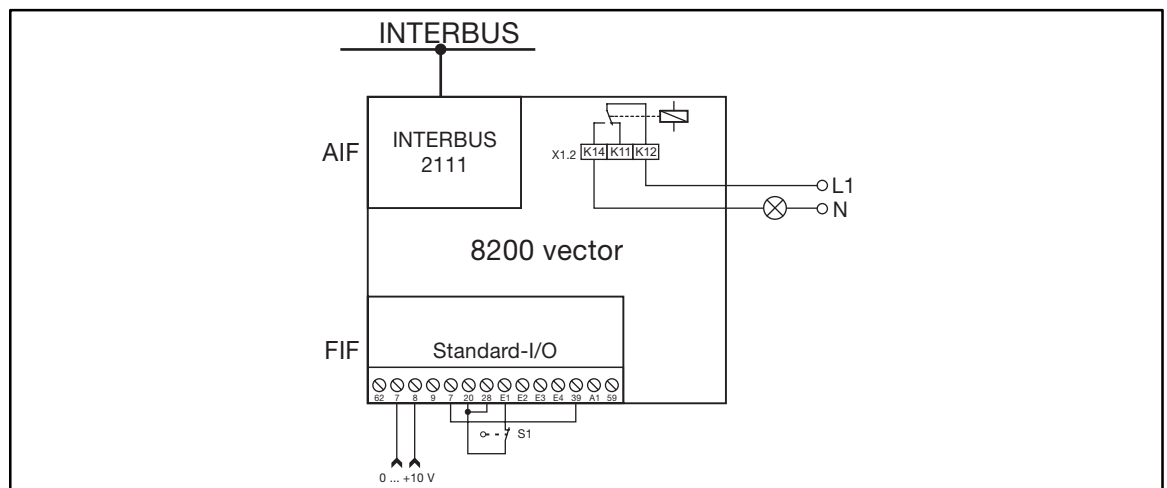 INTERBUS
AIF
INTERBUS
2111
X1.2 K14 K11 K12
L1
N
8200 vector
FIF
Standard-I/O
62 7 8 9 7 20 28 E1 E2 E3 E4 39 A1 59
S1
0 ... +10 V